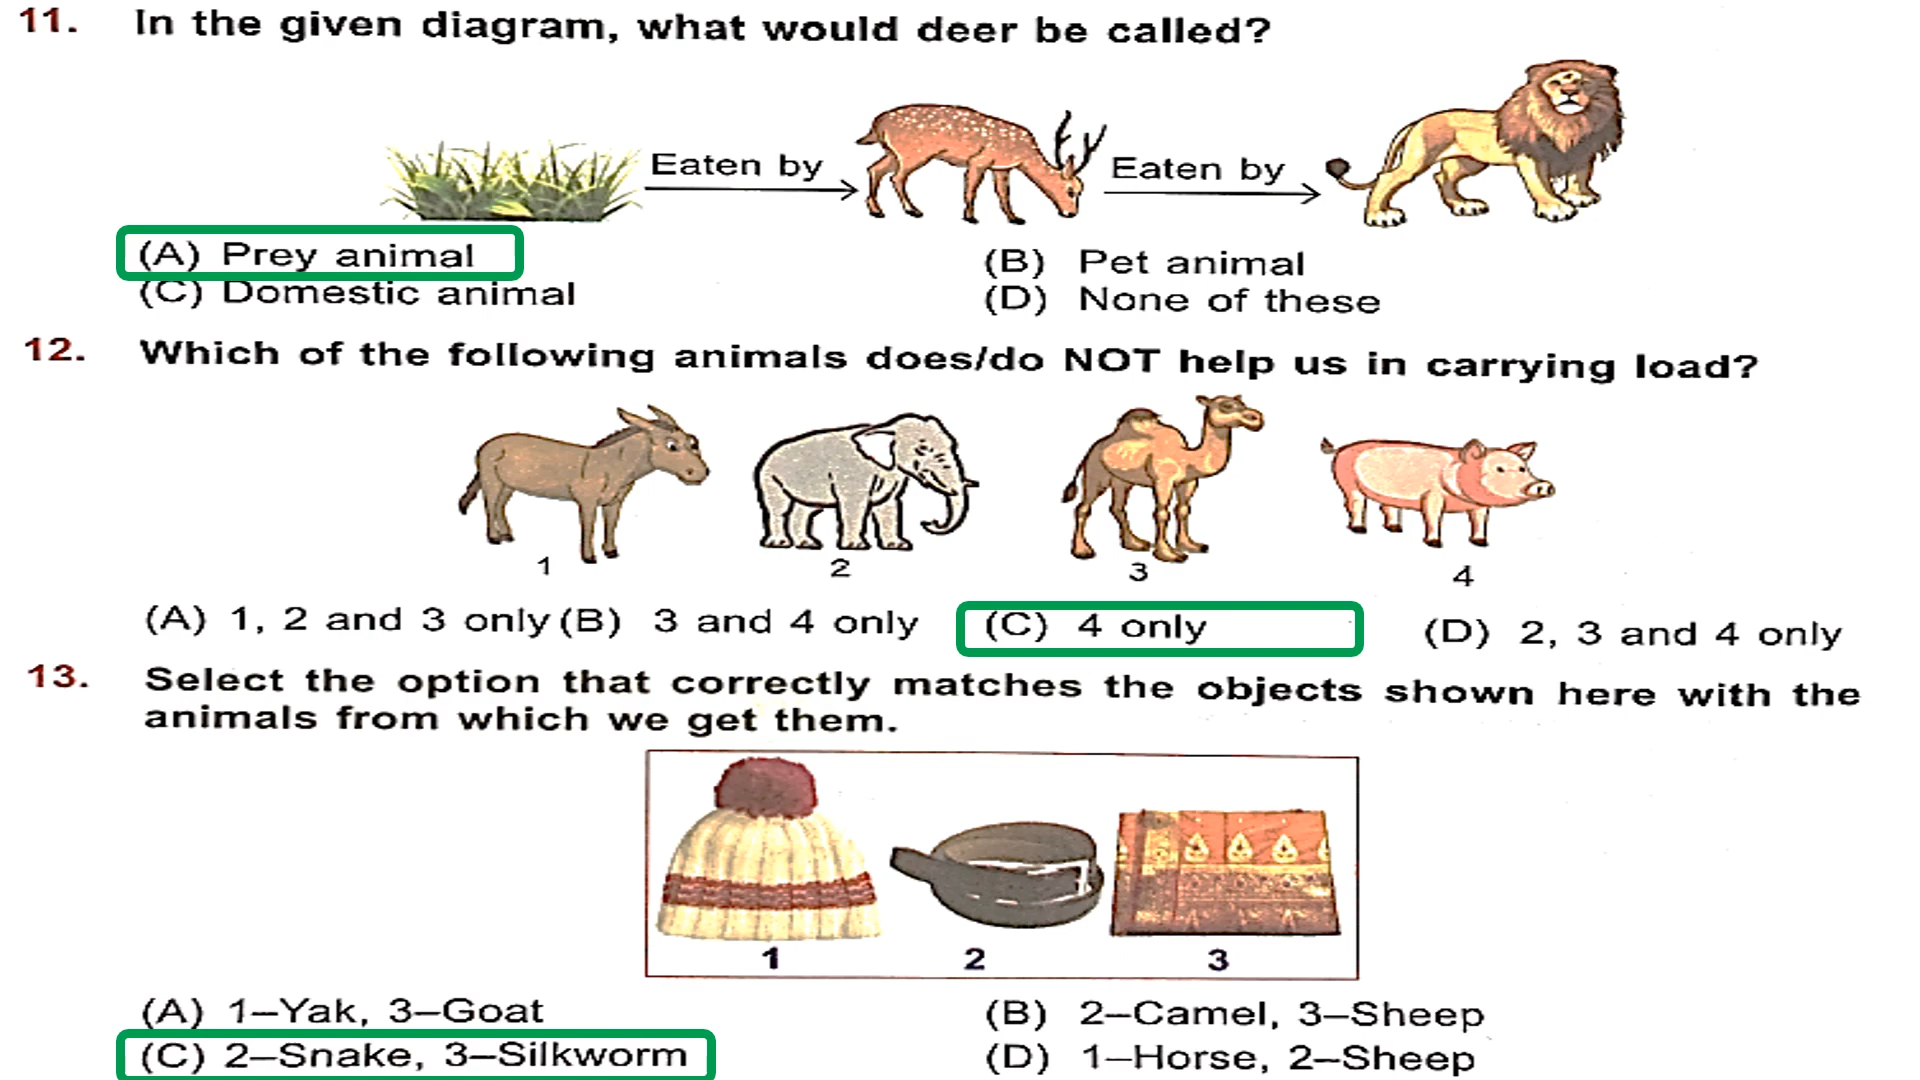 11. In the given diagram, what would deer be called?
Eaten by Eaten by
(A) Prey animal (B) Pet animal
(C) Domestic animal (D) None of these
12. Which of the following animals does/do NOT help us in carrying load?
1 2 3 4
(A) 1, 2 and 3 only (B) 3 and 4 only (C) 4 only (D) 2, 3 and 4 only
13. Select the option that correctly matches the objects shown here with the
animals from which we get them.
1 2 3
(A) 1–Yak, 3–Goat (B) 2–Camel, 3–Sheep
(C) 2–Snake, 3–Silkworm (D) 1–Horse, 2–Sheep